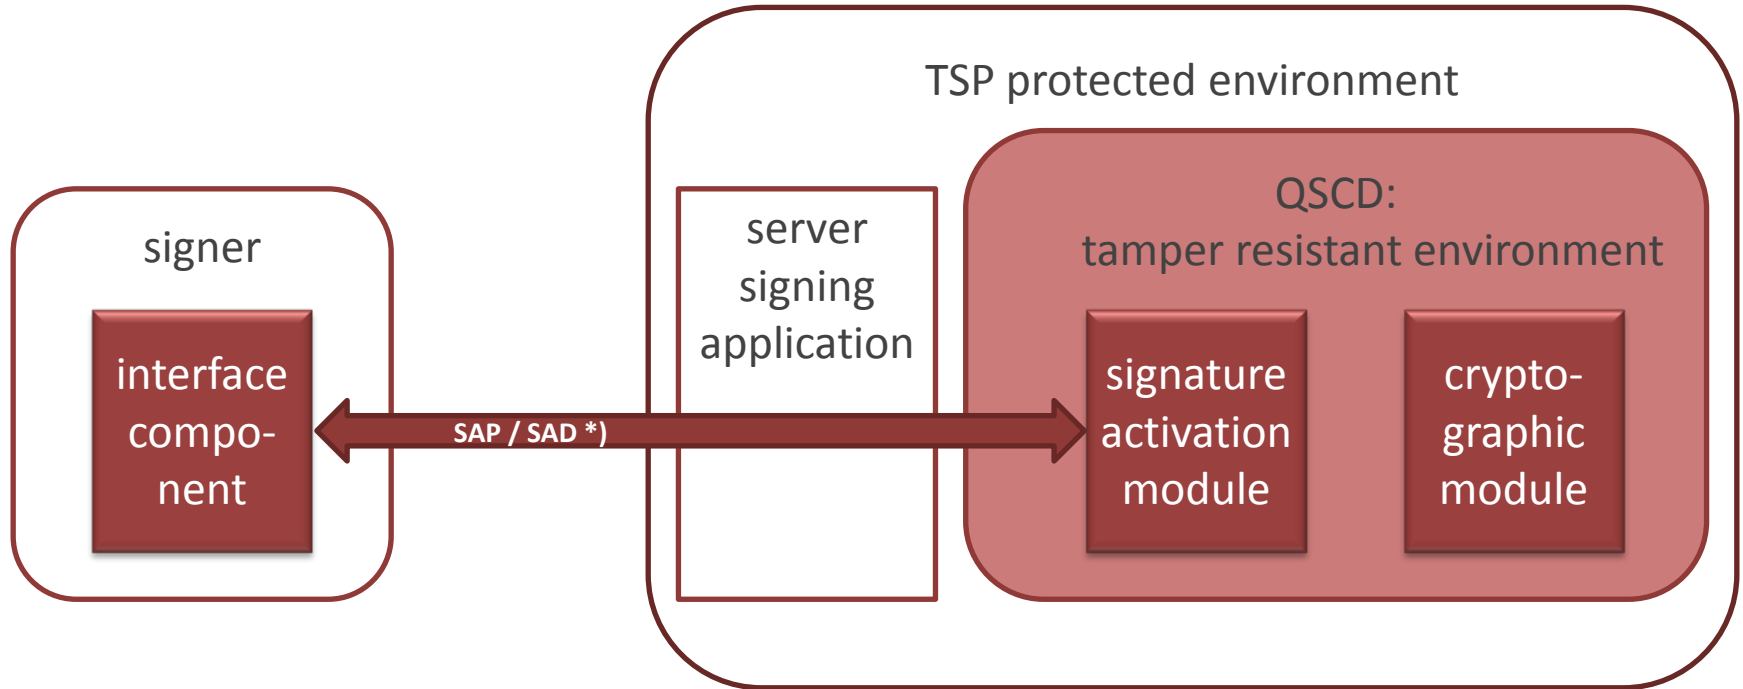 TSP protected environment
QSCD:
tamper resistant environment
signer
server
signing
application
interface
compo-
nent
SAP / SAD *)
signature
activation
module
crypto-
graphic
module